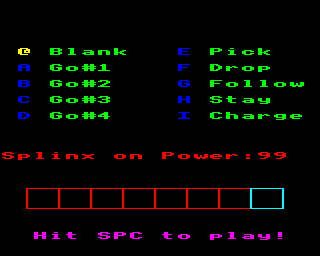 @ Blank E Pick
A Go#1 F Drop
B Go#2 G Follow
C Go#3 H Stay
D Go#4 I Charge
Splinx on Power:99
Hit SPC to play!